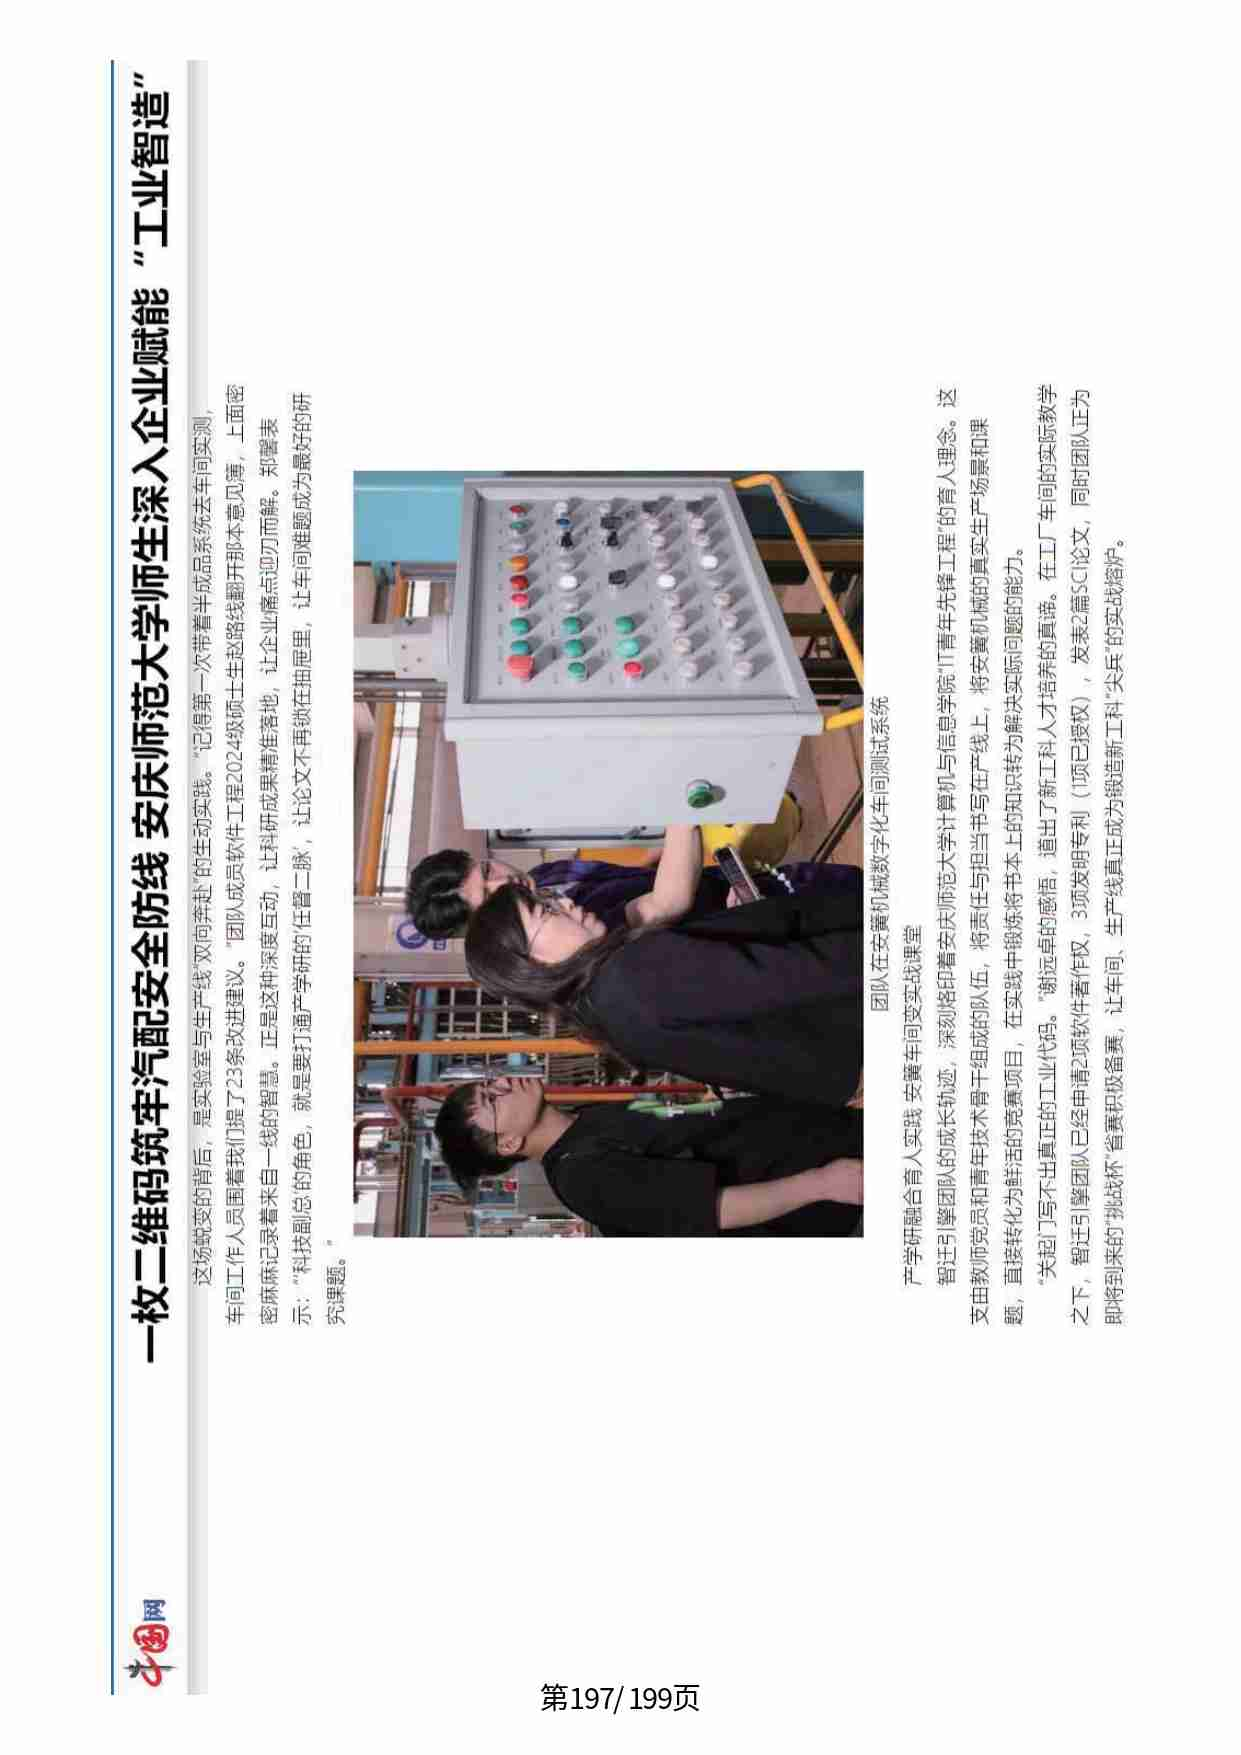 中国网
一枚二维码筑牢汽配安全防线 安庆师范大学师生深入企业赋能“工业智造”
这场蜕变的背后，是实验室与生产线“双向奔赴”的生动实践。“记得第一次带着半成品系统去车间实测，
车间工作人员围着我们提了23条改进建议。”团队成员软件工程2024级硕士生赵路线翻开那本意见簿，上面密
密麻麻记录着来自一线的智慧。正是这种深度互动，让科研成果精准落地，让企业痛点迎刃而解。郑馨表
示：“‘科技副总’的角色，就是要打通产学研的‘任督二脉’，让论文不再锁在抽屉里，让车间难题成为最好的研
究课题。”
团队在安簧机械数字化车间测试系统
产学研融合育人实践 安簧车间变实战课堂
智迁引擎团队的成长轨迹，深刻烙印着安庆师范大学计算机与信息学院“IT青年先锋工程”的育人理念。这
支由教师党员和青年技术骨干组成的队伍，将责任与担当书写在产线上，将安簧机械的真实生产场景和课
题，直接转化为鲜活的竞赛项目，在实践中锻炼将书本上的知识转为解决实际问题的能力。
“关起门写不出真正的工业代码。”谢远卓的感悟，道出了新工科人才培养的真谛。在工厂车间的实际教学
之下，智迁引擎团队已经申请2项软件著作权，3项发明专利（1项已授权），发表2篇SCI论文，同时团队正为
即将到来的“挑战杯”省赛积极备赛，让车间、生产线真正成为锻造新工科“尖兵”的实战熔炉。
第197/199页